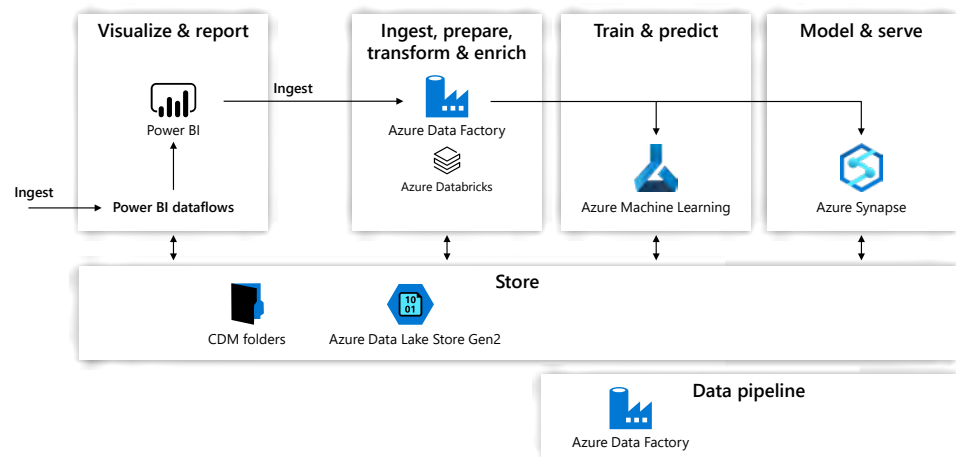 Visualize & report
Ingest, prepare,
transform & enrich
Train & predict
Model & serve
Ingest
Power BI
Azure Data Factory
Azure Databricks
Ingest
Power BI dataflows
Azure Machine Learning
Azure Synapse
Store
10
01
CDM folders
Azure Data Lake Store Gen2
Data pipeline
Azure Data Factory